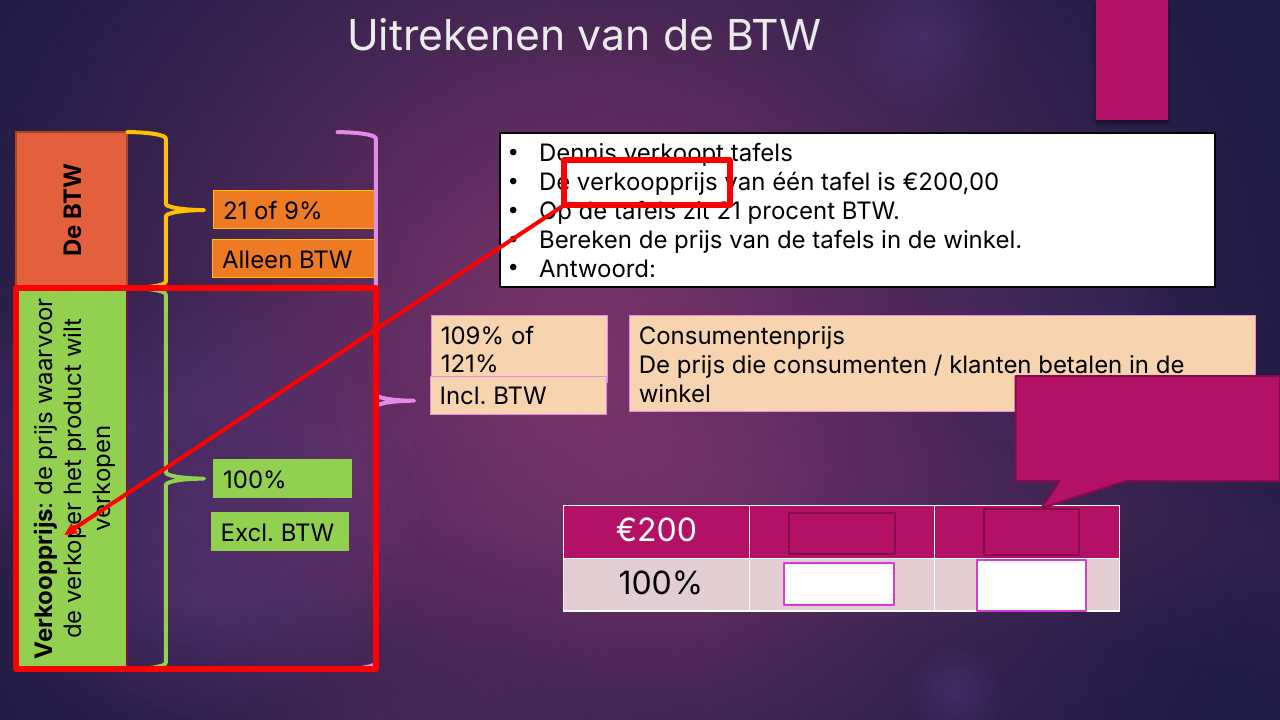 Uitrekenen van de BTW
De BTW
21 of 9%
Alleen BTW
• Dennis verkoopt tafels
• De verkoopprijs van één tafel is €200,00
• Op de tafels zit 21 procent BTW.
• Bereken de prijs van de tafels in de winkel.
• Antwoord:
109% of
121%
Incl. BTW
Consumentenprijs
De prijs die consumenten / klanten betalen in de
winkel
Verkoopprijs: de prijs waarvoor
de verkoper het product wilt
verkopen
100%
Excl. BTW
€200
100%